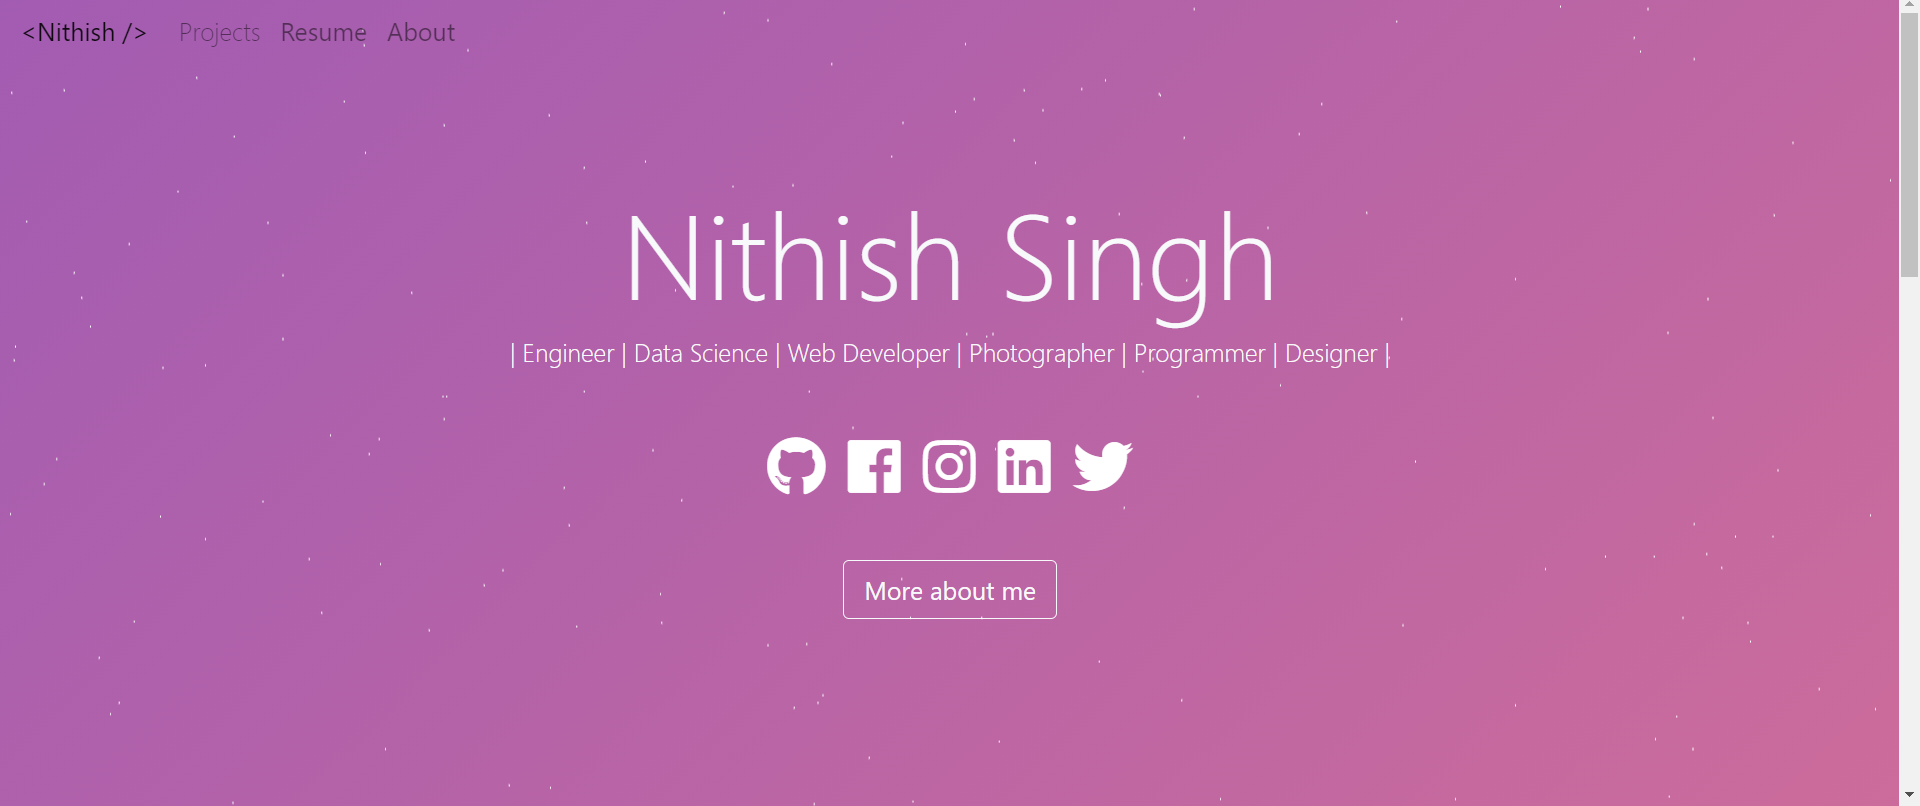 <Nithish /> Projects Resume About
Nithish Singh
| Engineer | Data Science | Web Developer | Photographer | Programmer | Designer |
More about me